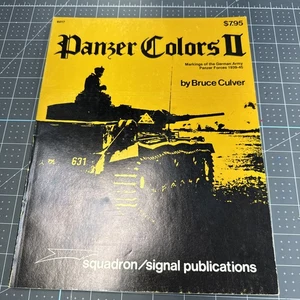 $7.95
Panzer Colors II
Markings of the German Army
Panzer Forces 1939-45
by Bruce Culver
631
squadron/signal publications